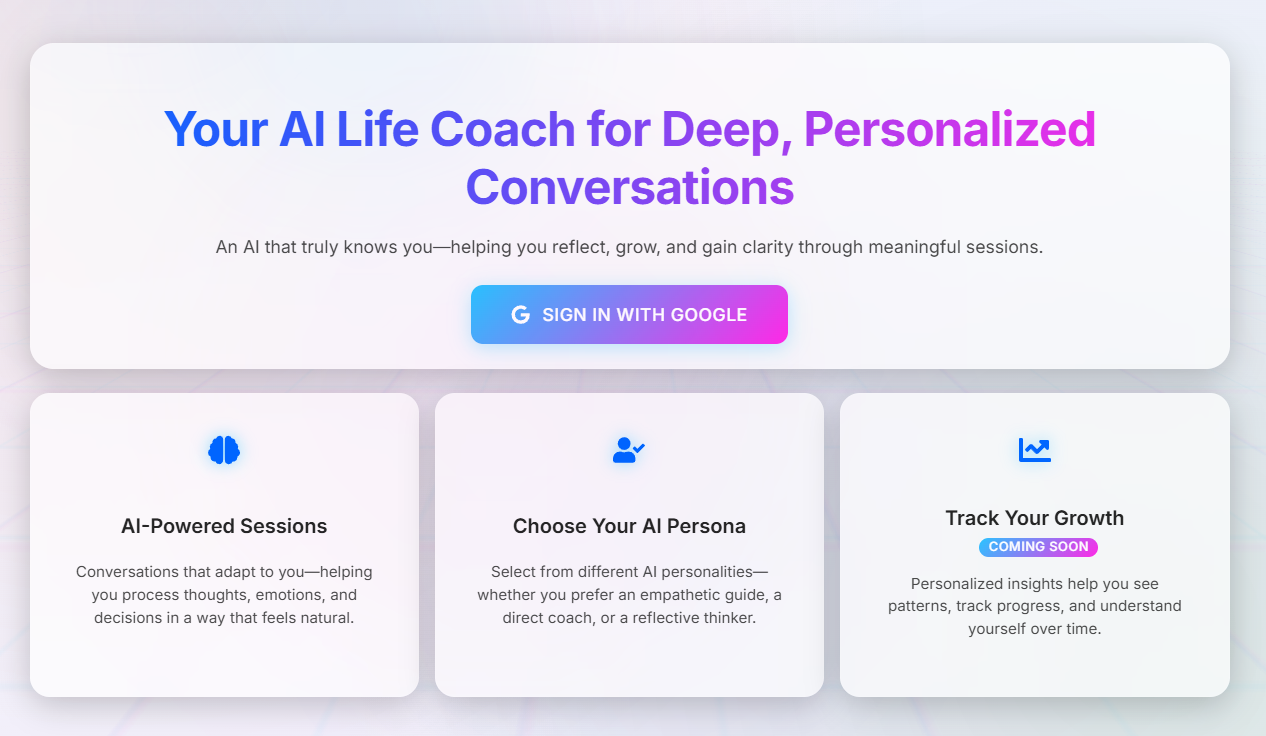 Your AI Life Coach for Deep, Personalized
Conversations
An AI that truly knows you—helping you reflect, grow, and gain clarity through meaningful sessions.
SIGN IN WITH GOOGLE
AI-Powered Sessions
Conversations that adapt to you—helping
you process thoughts, emotions, and
decisions in a way that feels natural.
Choose Your AI Persona
Select from different AI personalities—
whether you prefer an empathetic guide, a
direct coach, or a reflective thinker.
Track Your Growth
COMING SOON
Personalized insights help you see
patterns, track progress, and understand
yourself over time.